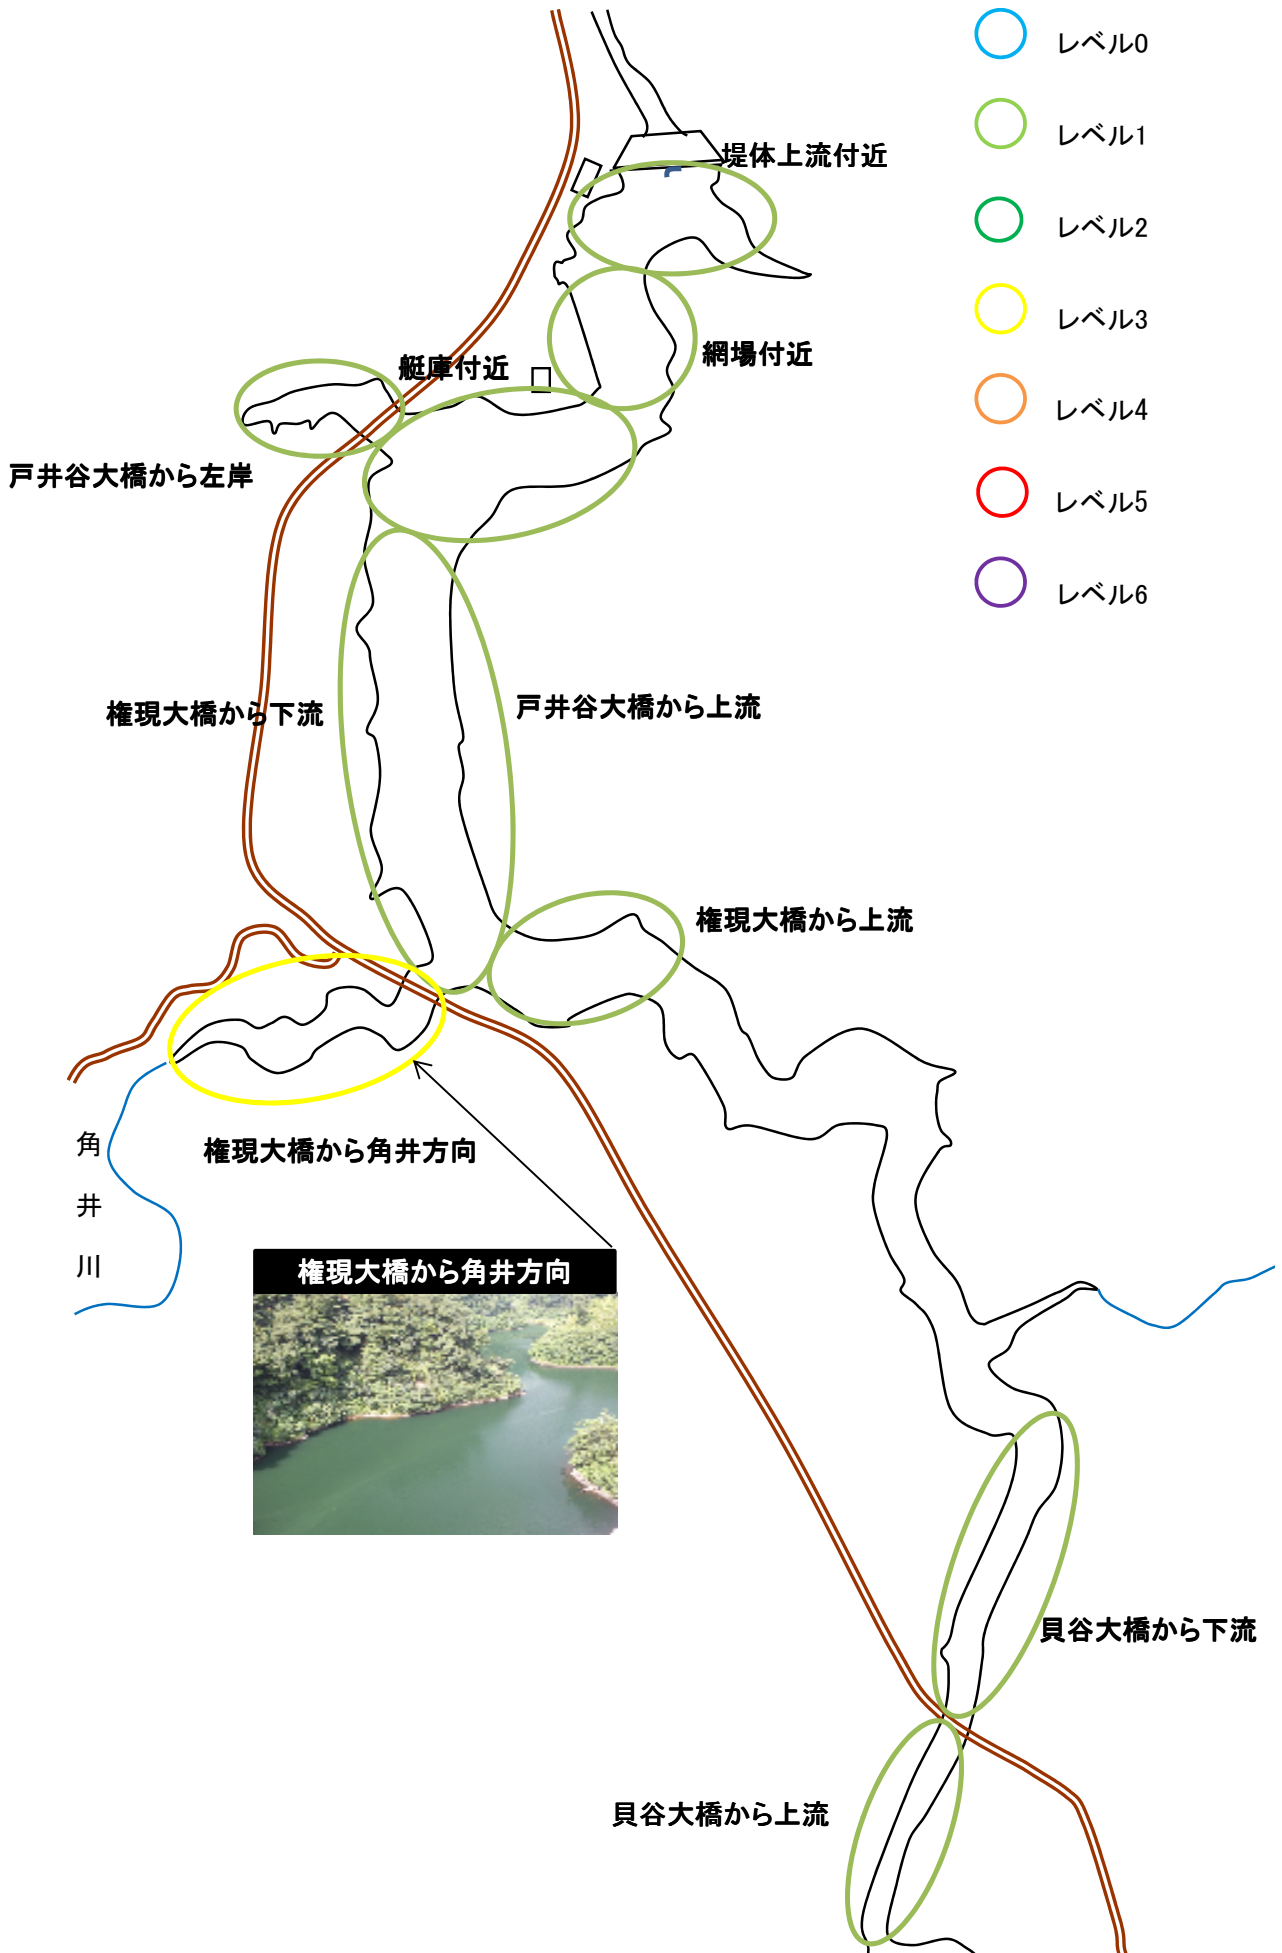 レベル0
レベル1
堤体上流付近
レベル2
レベル3
網場付近
艇庫付近
レベル4
戸井谷大橋から左岸
レベル5
レベル6
権現大橋から下流
戸井谷大橋から上流
権現大橋から上流
角井川
権現大橋から角井方向
権現大橋から角井方向
貝谷大橋から下流
貝谷大橋から上流